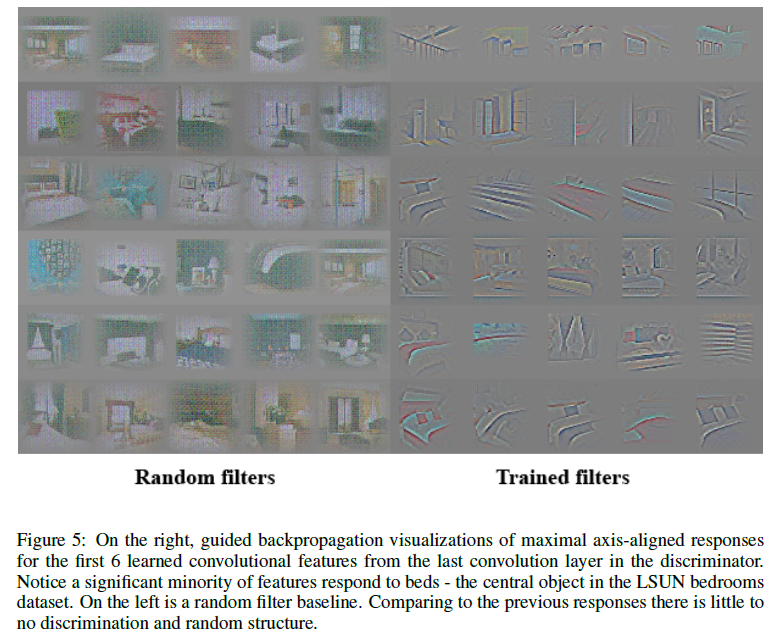 Random filters
Trained filters
Figure 5: On the right, guided backpropagation visualizations of maximal axis-aligned responses
for the first 6 learned convolutional features from the last convolution layer in the discriminator.
Notice a significant minority of features respond to beds - the central object in the LSUN bedrooms
dataset. On the left is a random filter baseline. Comparing to the previous responses there is little to
no discrimination and random structure.